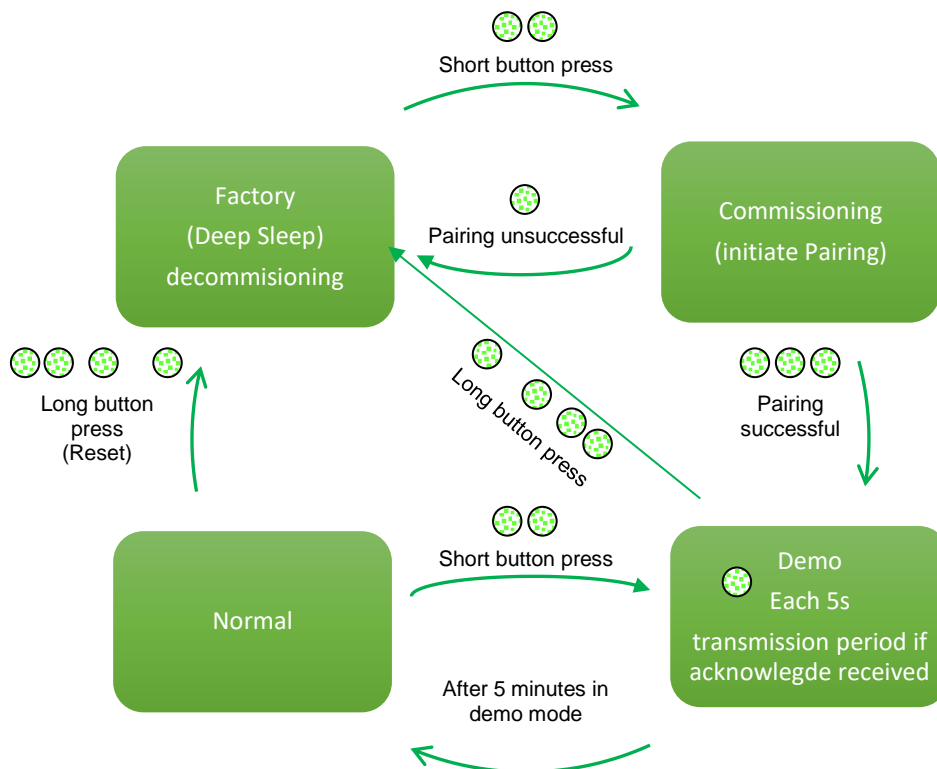 Short button press
Factory
(Deep Sleep)
decommisioning
Pairing unsuccessful
Commissioning
(initiate Pairing)
Long button
press
(Reset)
Long button press
Pairing
successful
Normal
Short button press
Demo
Each 5s
transmission period if
acknowlegde received
After 5 minutes in
demo mode